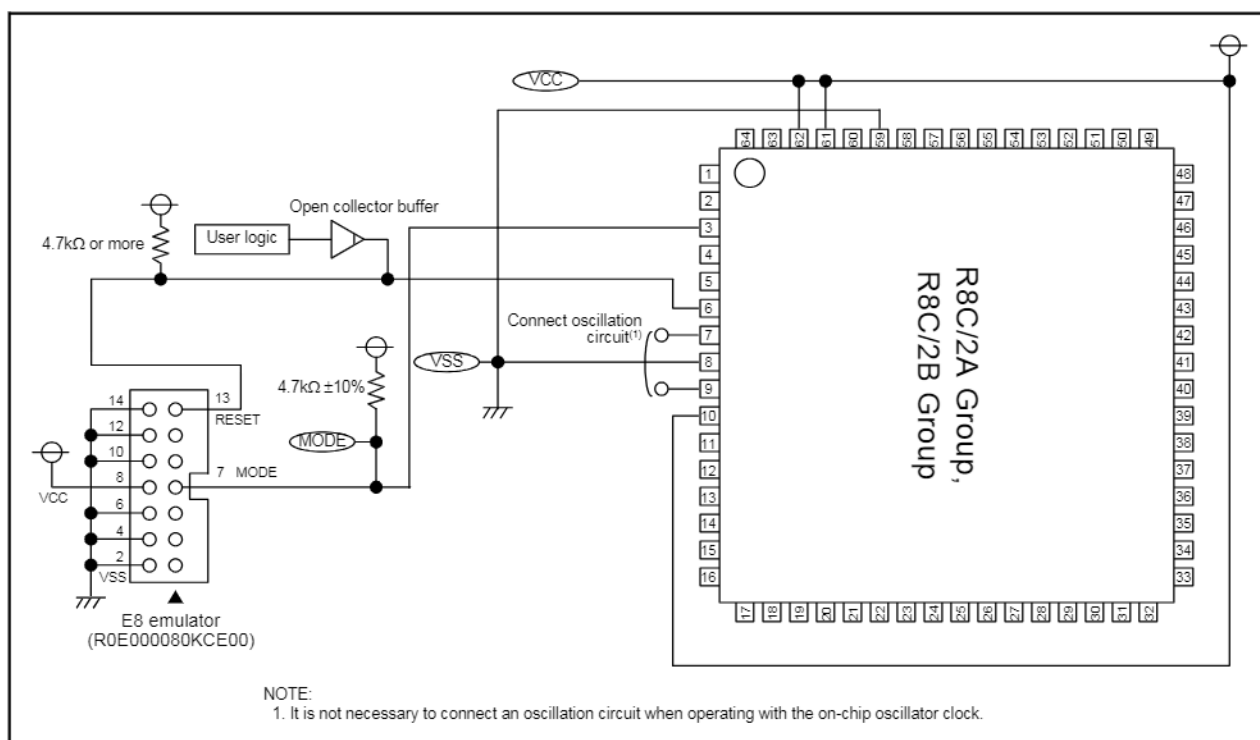 VCC
64 63 62 61 60 59 58 57 56 55 54 53 52 51 50 49
Open collector buffer
User logic
4.7kΩ or more
Connect oscillation
circuit(1)
VSS
4.7kΩ ±10%
MODE
14
13
RESET
12
10
7 MODE
8
VCC
6
4
2
VSS
E8 emulator
(R0E000080KCE00)
1
2
3
4
5
6
7
8
9
10
11
12
13
14
15
16
R8C/2A Group,
R8C/2B Group
48
47
46
45
44
43
42
41
40
39
38
37
36
35
34
33
17 18 19 20 21 22 23 24 25 26 27 28 29 30 31 32
NOTE:
1. It is not necessary to connect an oscillation circuit when operating with the on-chip oscillator clock.